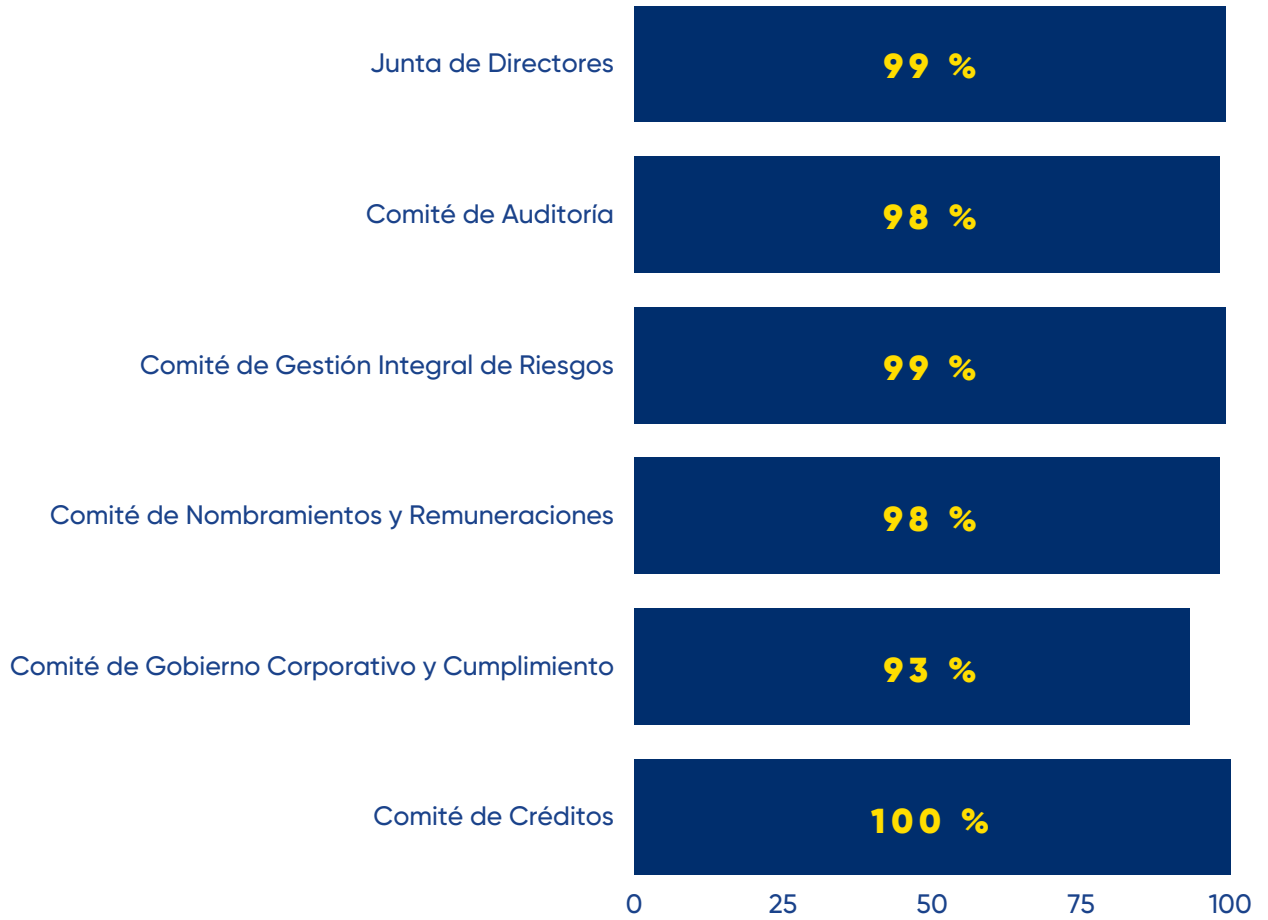 Junta de Directores
99 %
Comité de Auditoría
98 %
Comité de Gestión Integral de Riesgos
99 %
Comité de Nombramientos y Remuneraciones
98 %
Comité de Gobierno Corporativo y Cumplimiento
93 %
Comité de Créditos
100 %
0 25 50 75 100